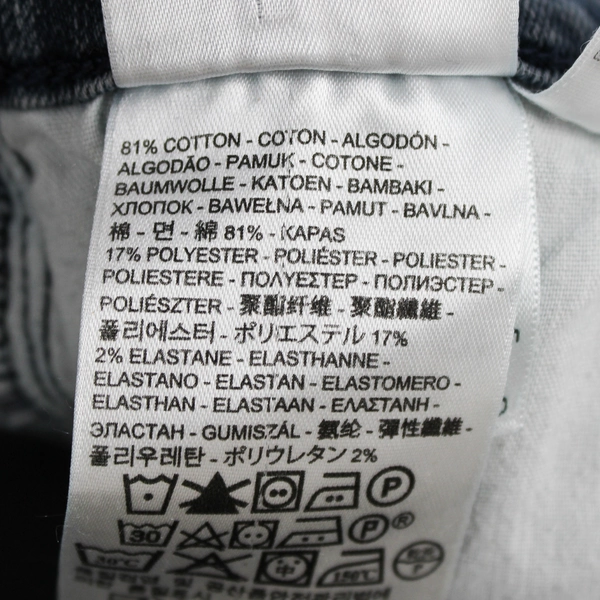 81% COTTON - COTON - ALGODÓN -
ALGODÃO - PAMUK - COTONE -
BAUMWOLLE - KATOEN - BAMBAKI -
ХЛОПОК - BAWEŁNA - PAMUT - BAVLNA -
棉 - 면 - 綿 81% - KAPAS
17% POLYESTER - POLIÉSTER - POLIESTER -
POLIESTERE - ΠΟΛΥΕΣΤΕΡ - ПОЛИЭСТЕР -
POLIÉSZTER - 聚酯纤维 - 聚酯纖維 -
폴리에스터 - ポリエステル 17%
2% ELASTANE - ELASTHANNE -
ELASTANO - ELASTAN - ELASTOMERO -
ELASTHAN - ELASTAAN - ΕΛΑΣΤΑΝΗ -
ЭЛАСТАН - GUMISZÁL - 氨纶 - 彈性纖維 -
폴리우레탄 - ポリウレタン 2%
P
30 P®
30°C 中 150°C